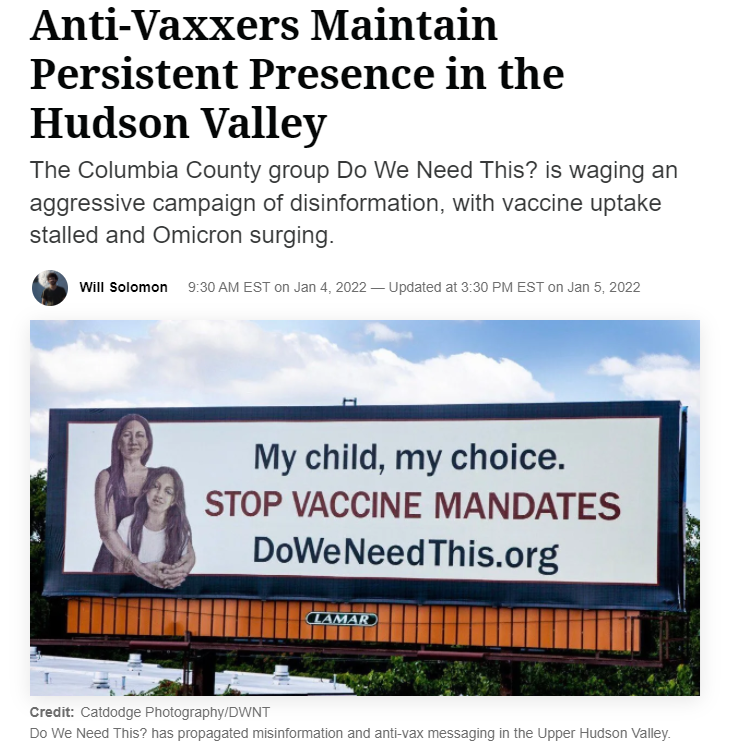 Anti-Vaxxers Maintain
Persistent Presence in the
Hudson Valley
The Columbia County group Do We Need This? is waging an
aggressive campaign of disinformation, with vaccine uptake
stalled and Omicron surging.
Will Solomon 9:30 AM EST on Jan 4, 2022 — Updated at 3:30 PM EST on Jan 5, 2022
My child, my choice.
STOP VACCINE MANDATES
DoWeNeedThis.org
LAMAR
Credit: Catdodge Photography/DWNT
Do We Need This? has propagated misinformation and anti-vax messaging in the Upper Hudson Valley.